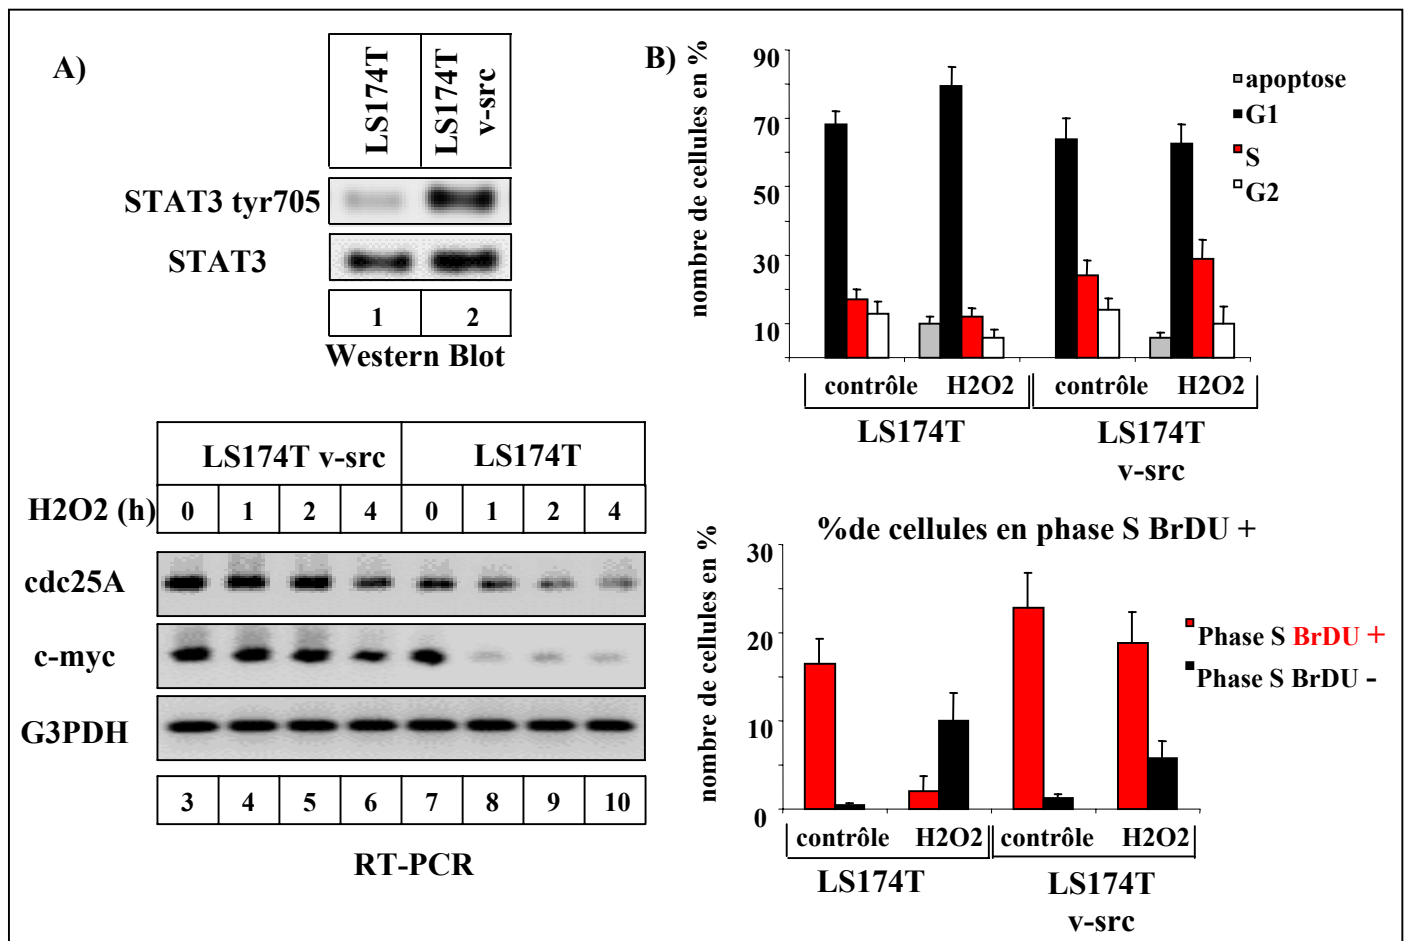 A)
LS174T
LS174T
v-src
STAT3 tyr705
STAT3
1 2
Western Blot
LS174T v-src LS174T
H2O2 (h) 0 1 2 4 0 1 2 4
cdc25A
c-myc
G3PDH
3 4 5 6 7 8 9 10
RT-PCR
B)
nombre de cellules en %
90
70
50
30
10
apoptose
G1
S
G2
contrôle H2O2 contrôle H2O2
LS174T LS174T
v-src
%de cellules en phase S BrDU +
nombre de cellules en %
30
20
10
0
Phase S BrDU +
Phase S BrDU -
contrôle H2O2 contrôle H2O2
LS174T LS174T
v-src